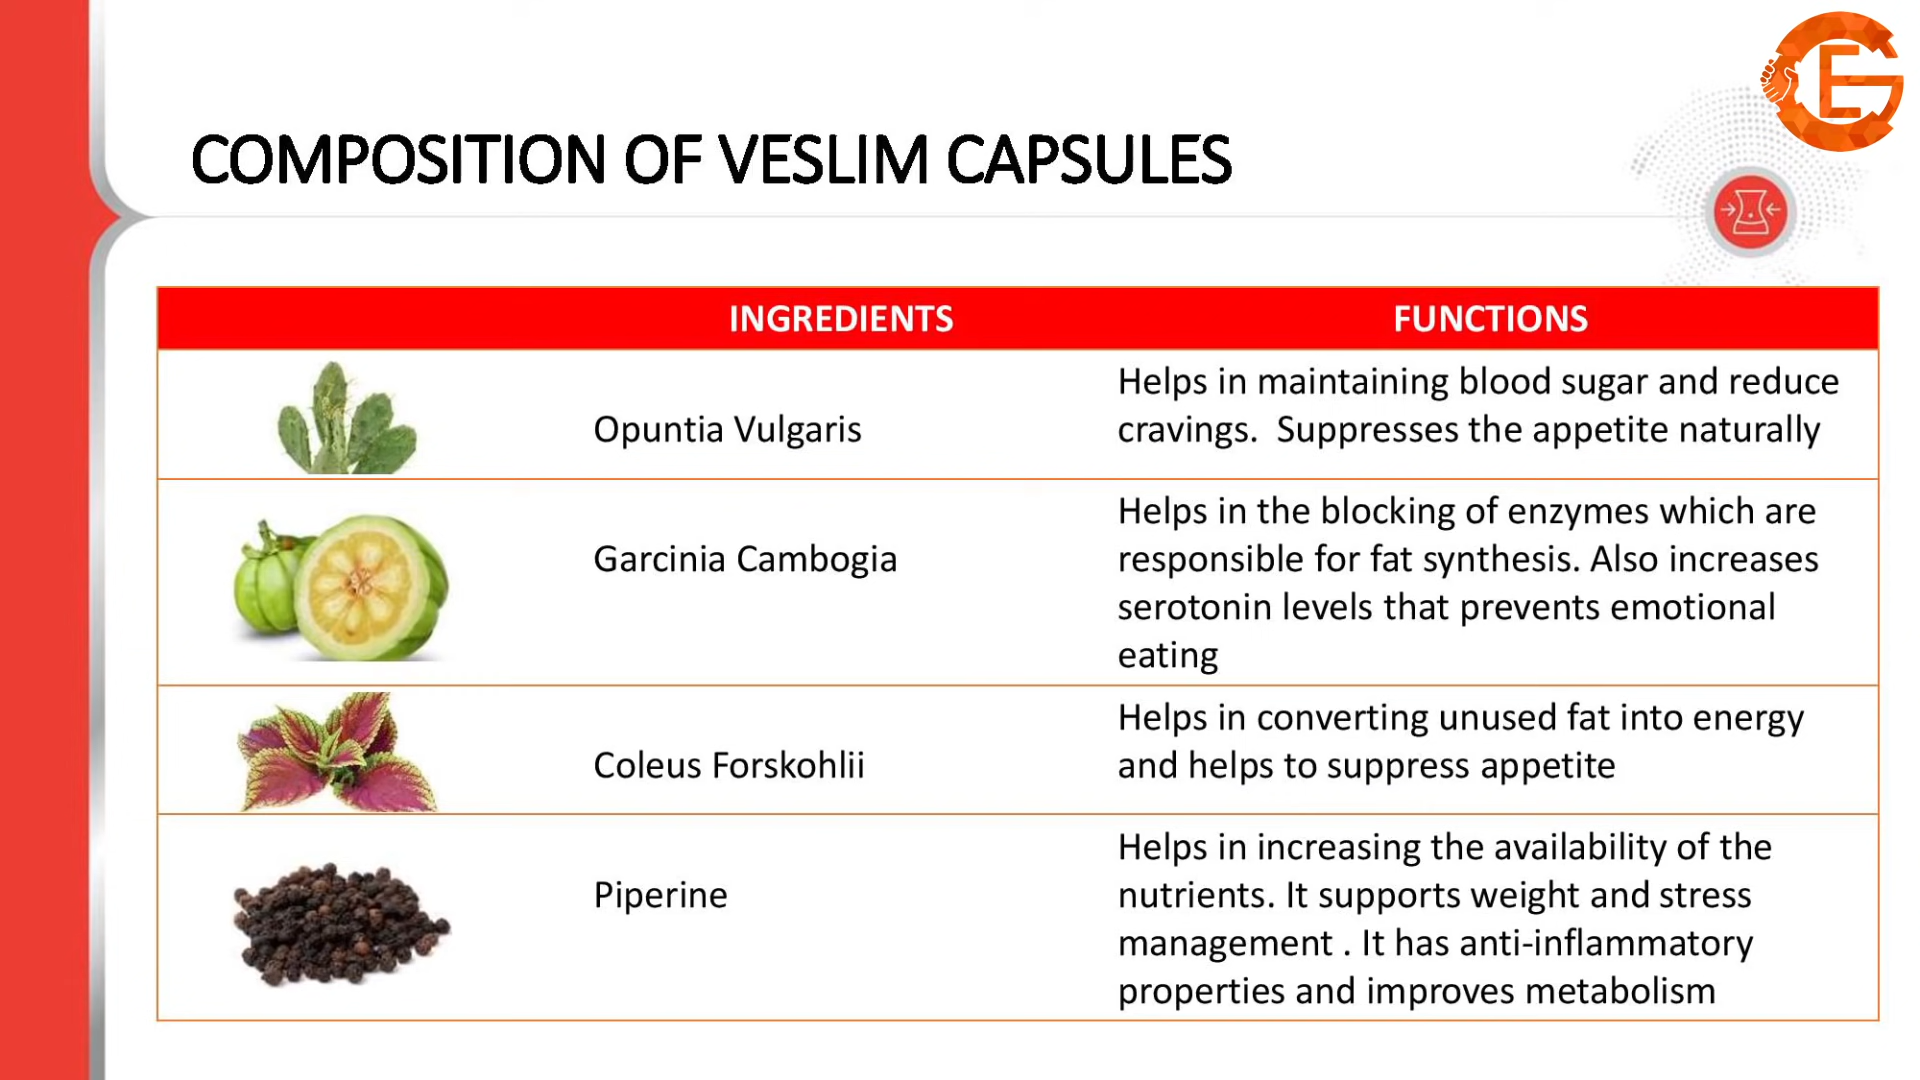 GE
COMPOSITION OF VESLIM CAPSULES
INGREDIENTS
FUNCTIONS
Opuntia Vulgaris
Helps in maintaining blood sugar and reduce
cravings.  Suppresses the appetite naturally
Garcinia Cambogia
Helps in the blocking of enzymes which are
responsible for fat synthesis. Also increases
serotonin levels that prevents emotional
eating
Coleus Forskohlii
Helps in converting unused fat into energy
and helps to suppress appetite
Piperine
Helps in increasing the availability of the
nutrients. It supports weight and stress
management . It has anti-inflammatory
properties and improves metabolism